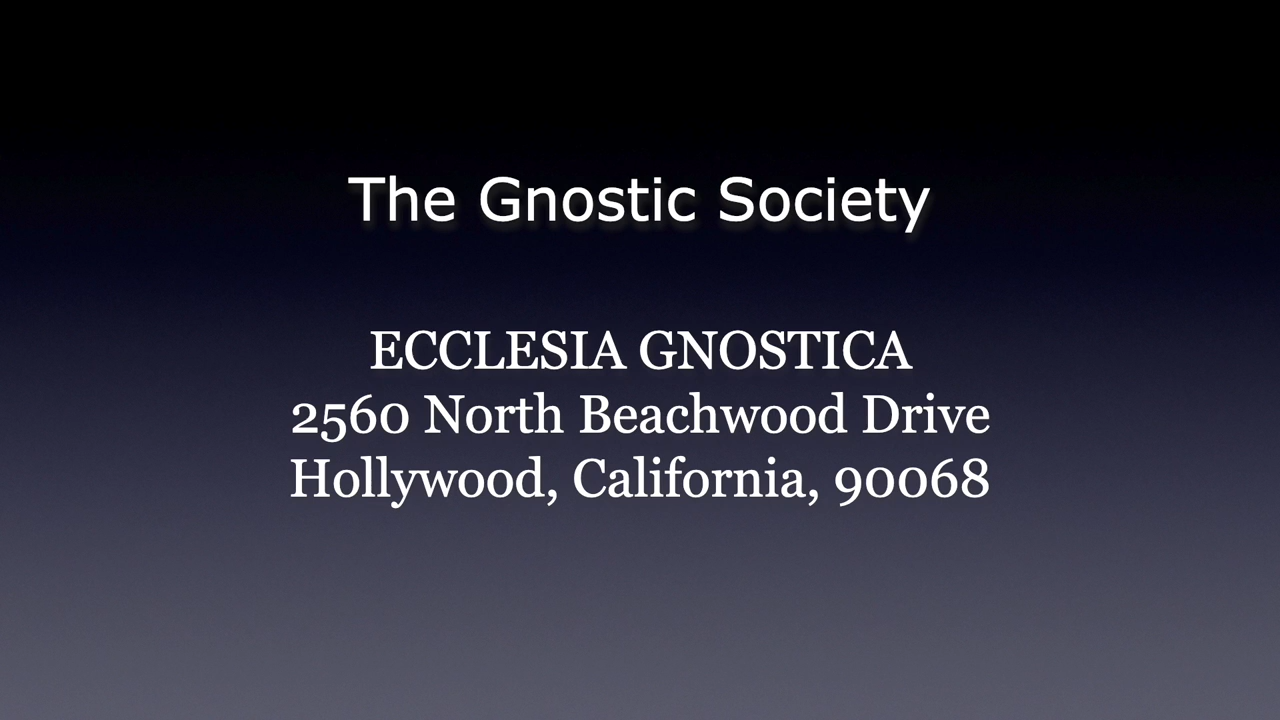 The Gnostic Society
ECCLESIA GNOSTICA
2560 North Beachwood Drive
Hollywood, California, 90068